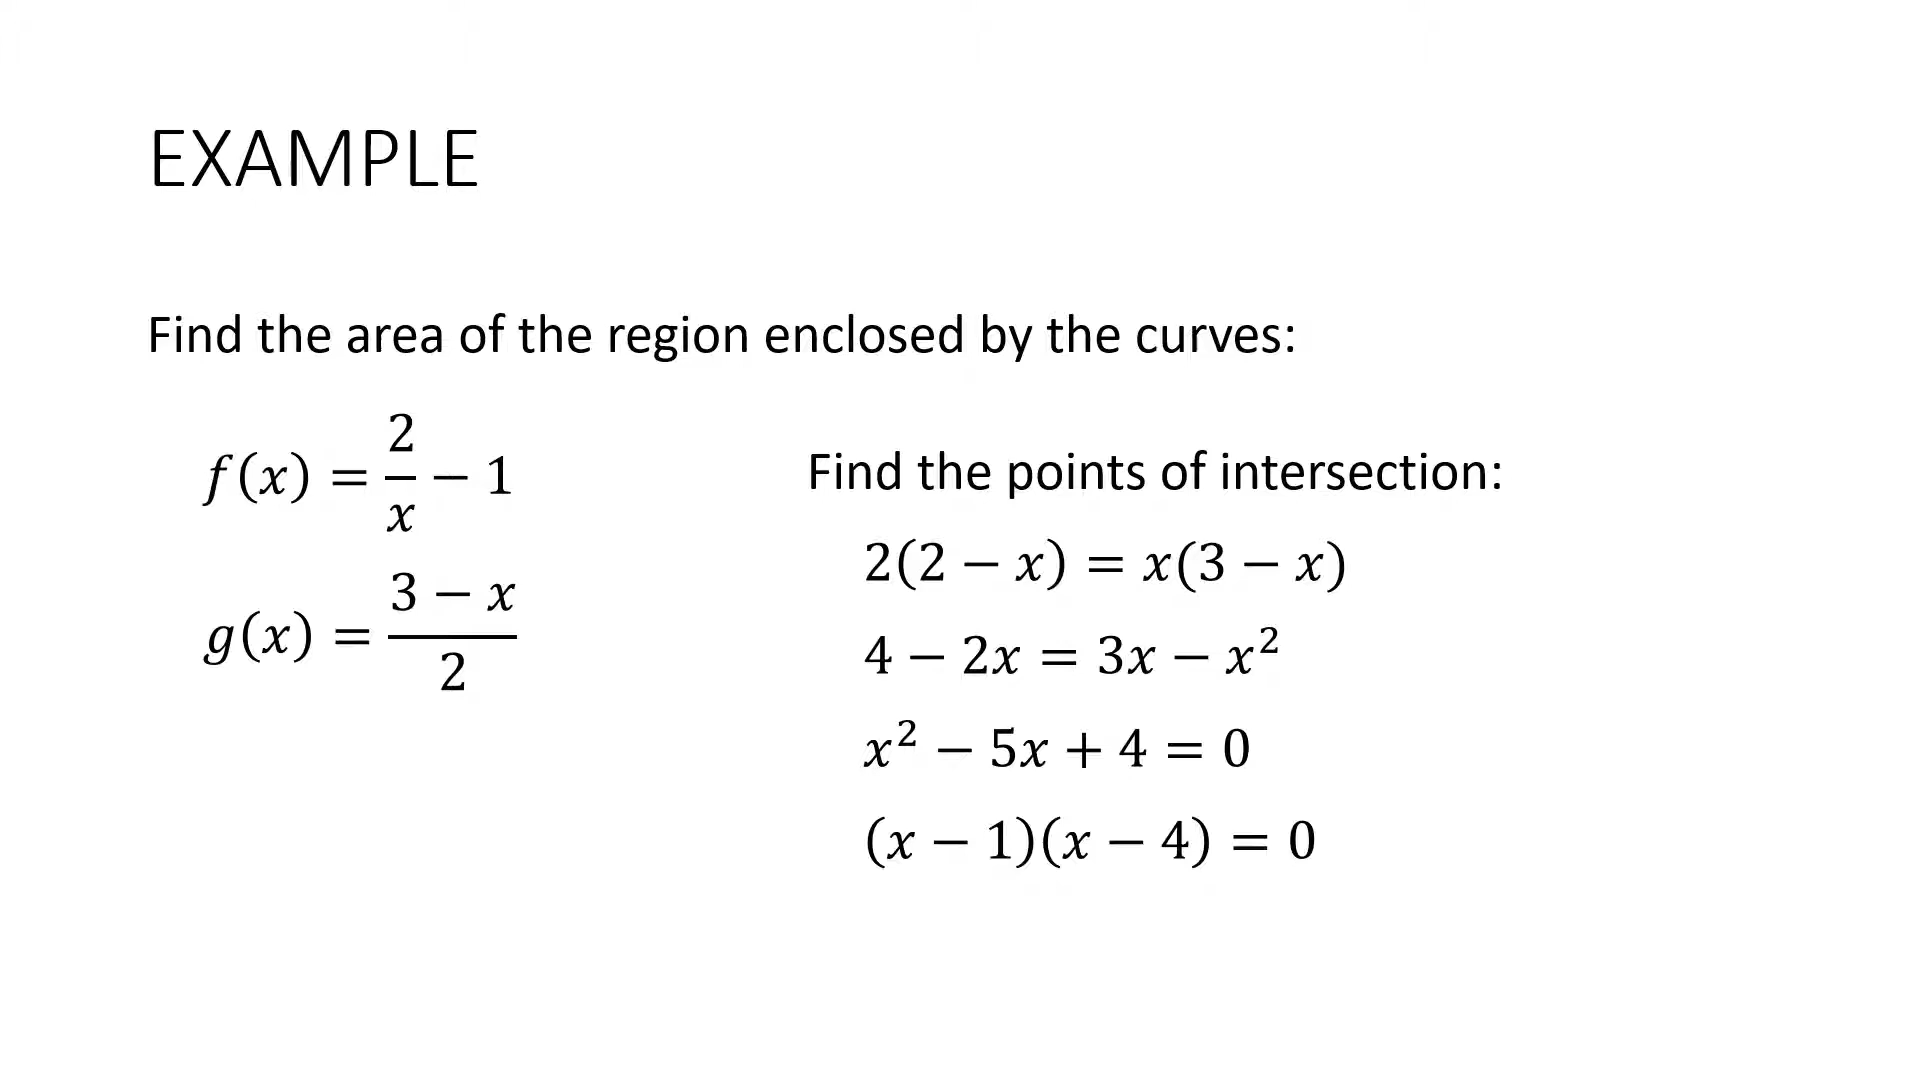 EXAMPLE
Find the area of the region enclosed by the curves:
f(x) = 2/x − 1
g(x) = (3 − x)/2
Find the points of intersection:
2(2 − x) = x(3 − x)
4 − 2x = 3x − x²
x² − 5x + 4 = 0
(x − 1)(x − 4) = 0